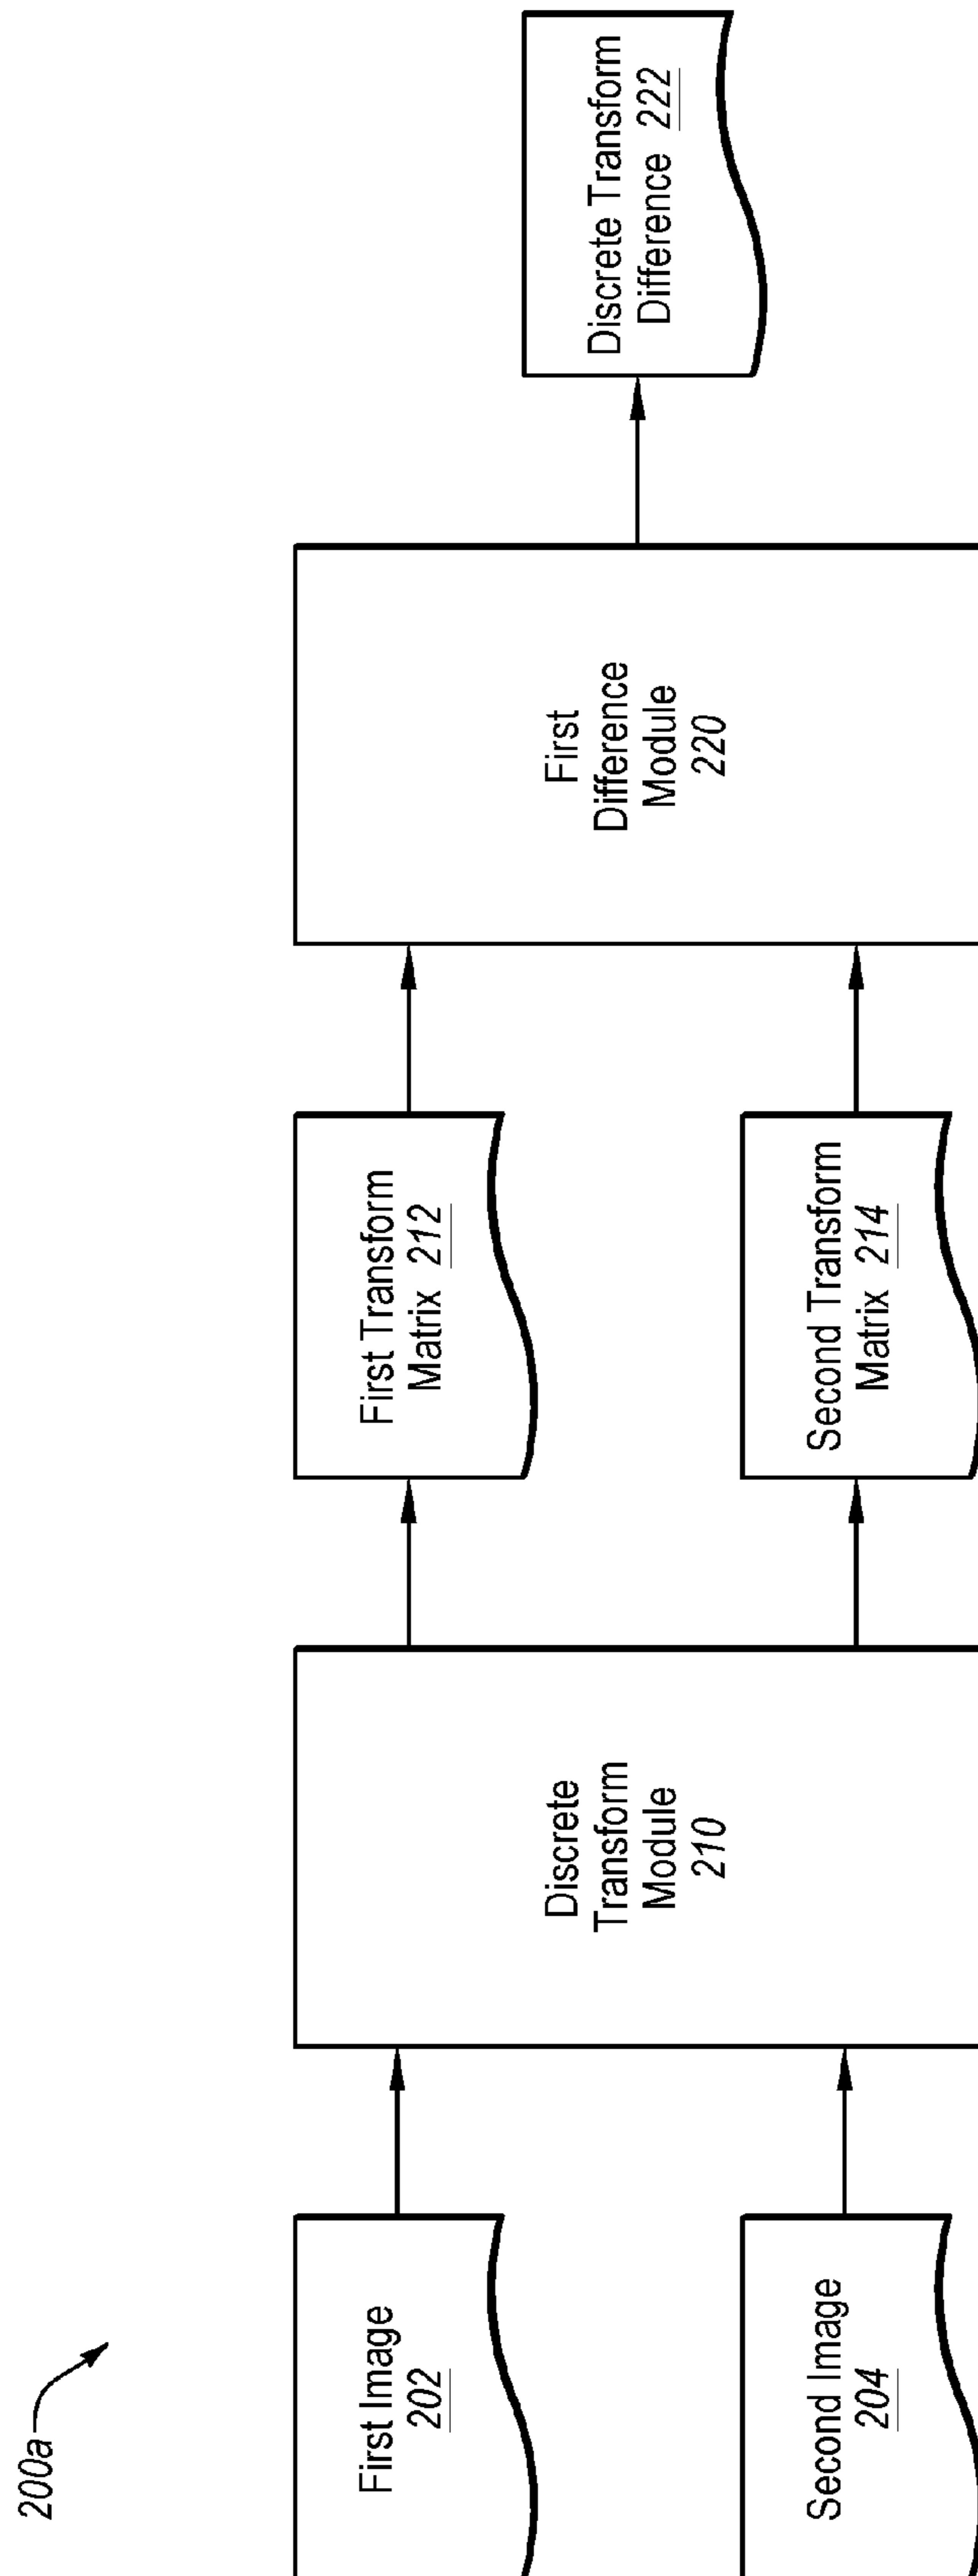 200a
First Image
202
Second Image
204
Discrete
Transform
Module
210
First Transform
Matrix 212
Second Transform
Matrix 214
First
Difference
Module
220
Discrete Transform
Difference 222